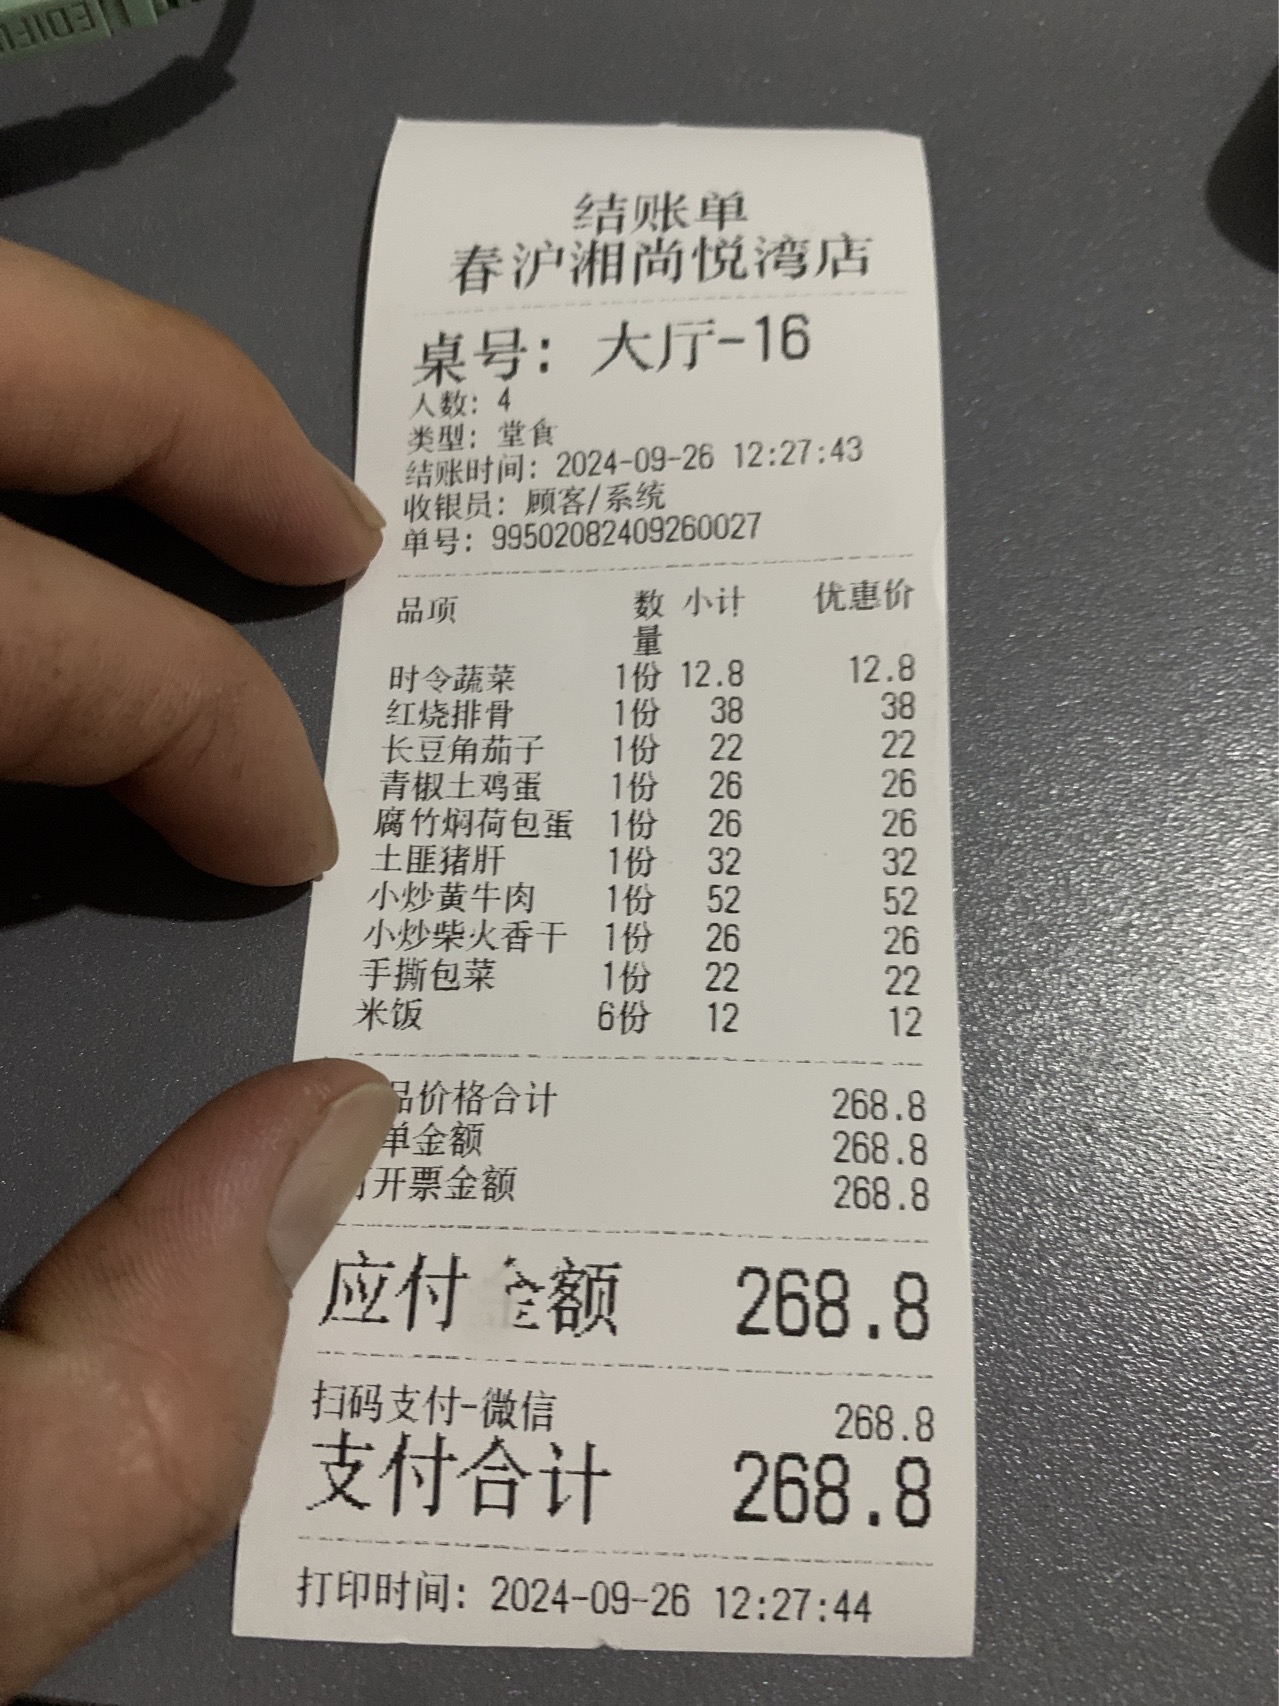 EDIFI
结账单
春沪湘尚悦湾店
桌号: 大厅-16
人数: 4
类型: 堂食
结账时间: 2024-09-26 12:27:43
收银员: 顾客/系统
单号: 99502082409260027
品项 数量 小计 优惠价
时令蔬菜 1份 12.8 12.8
红烧排骨 1份 38 38
长豆角茄子 1份 22 22
青椒土鸡蛋 1份 26 26
腐竹焖荷包蛋 1份 26 26
土匪猪肝 1份 32 32
小炒黄牛肉 1份 52 52
小炒柴火香干 1份 26 26
手撕包菜 1份 22 22
米饭 6份 12 12
品价格合计 268.8
单金额 268.8
开票金额 268.8
应付金额 268.8
扫码支付-微信 268.8
支付合计 268.8
打印时间: 2024-09-26 12:27:44